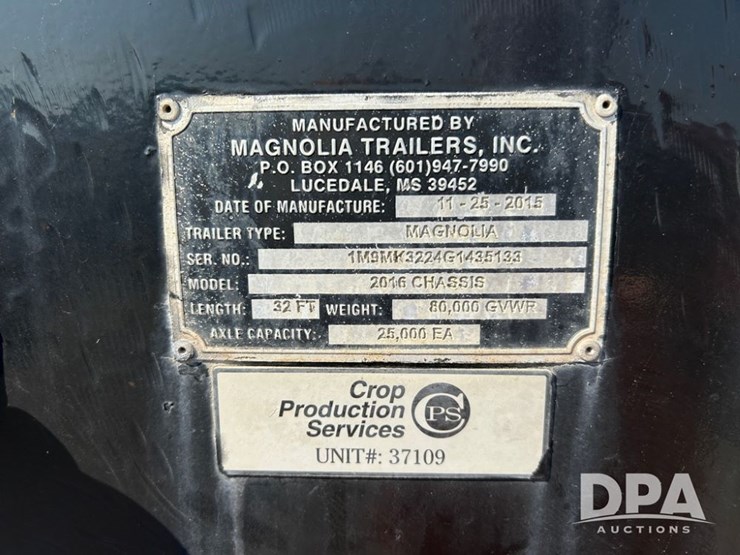 MANUFACTURED BY
MAGNOLIA TRAILERS, INC.
P.O. BOX 1146 (601)947-7990
LUCEDALE, MS 39452
DATE OF MANUFACTURE: 11-25-2015
TRAILER TYPE: MAGNOLIA
SER. NO.: 1M9MK3224G1435133
MODEL: 2016 CHASSIS
LENGTH: 32 FT WEIGHT: 80,000 GVWR
AXLE CAPACITY: 25,000 EA
Crop
Production
Services
CPS
UNIT#: 37109
DPA
AUCTIONS